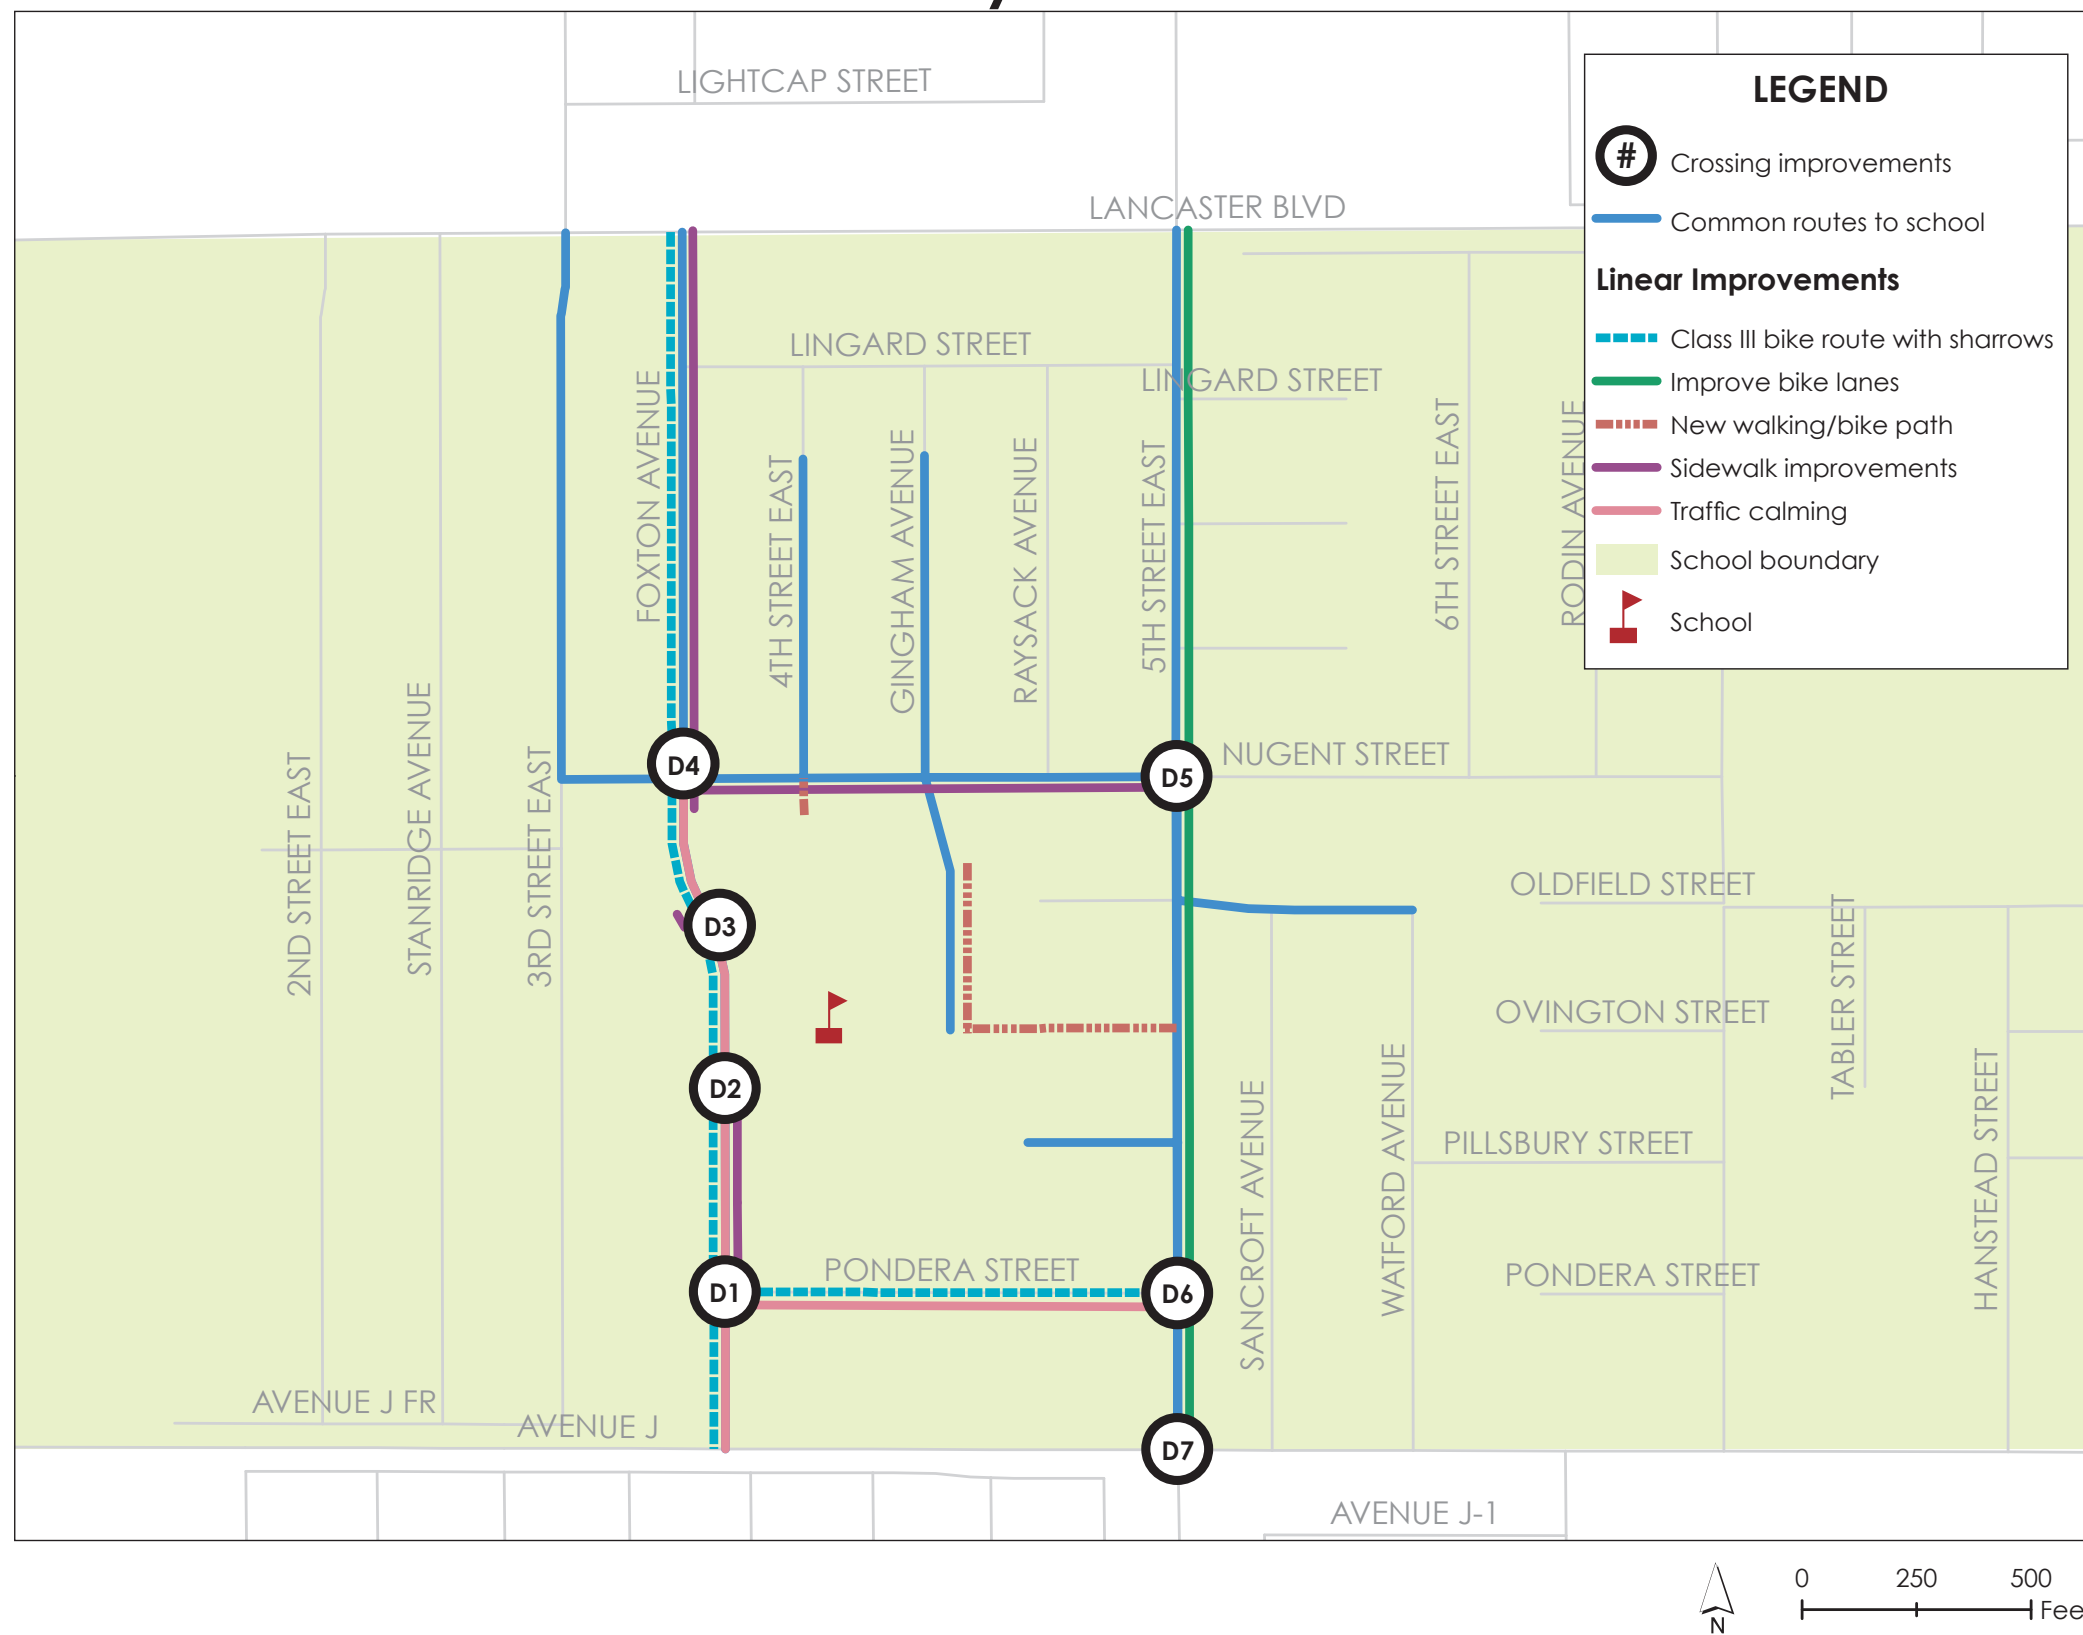 LIGHTCAP STREET
LEGEND
#
Crossing improvements
Common routes to school
Linear Improvements
Class III bike route with sharrows
Improve bike lanes
New walking/bike path
Sidewalk improvements
Traffic calming
School boundary
School
LANCASTER BLVD
LINGARD STREET
LINGARD STREET
FOXTON AVENUE
4TH STREET EAST
GINGHAM AVENUE
RAYSACK AVENUE
5TH STREET EAST
6TH STREET EAST
RODIN AVENUE
2ND STREET EAST
STANRIDGE AVENUE
3RD STREET EAST
D4
D5
NUGENT STREET
D3
OLDFIELD STREET
OVINGTON STREET
TABLER STREET
D2
SANCROFT AVENUE
WATFORD AVENUE
PILLSBURY STREET
HANSTEAD STREET
D1
PONDERA STREET
D6
PONDERA STREET
AVENUE J FR
AVENUE J
D7
AVENUE J-1
N
0 250 500
Fee